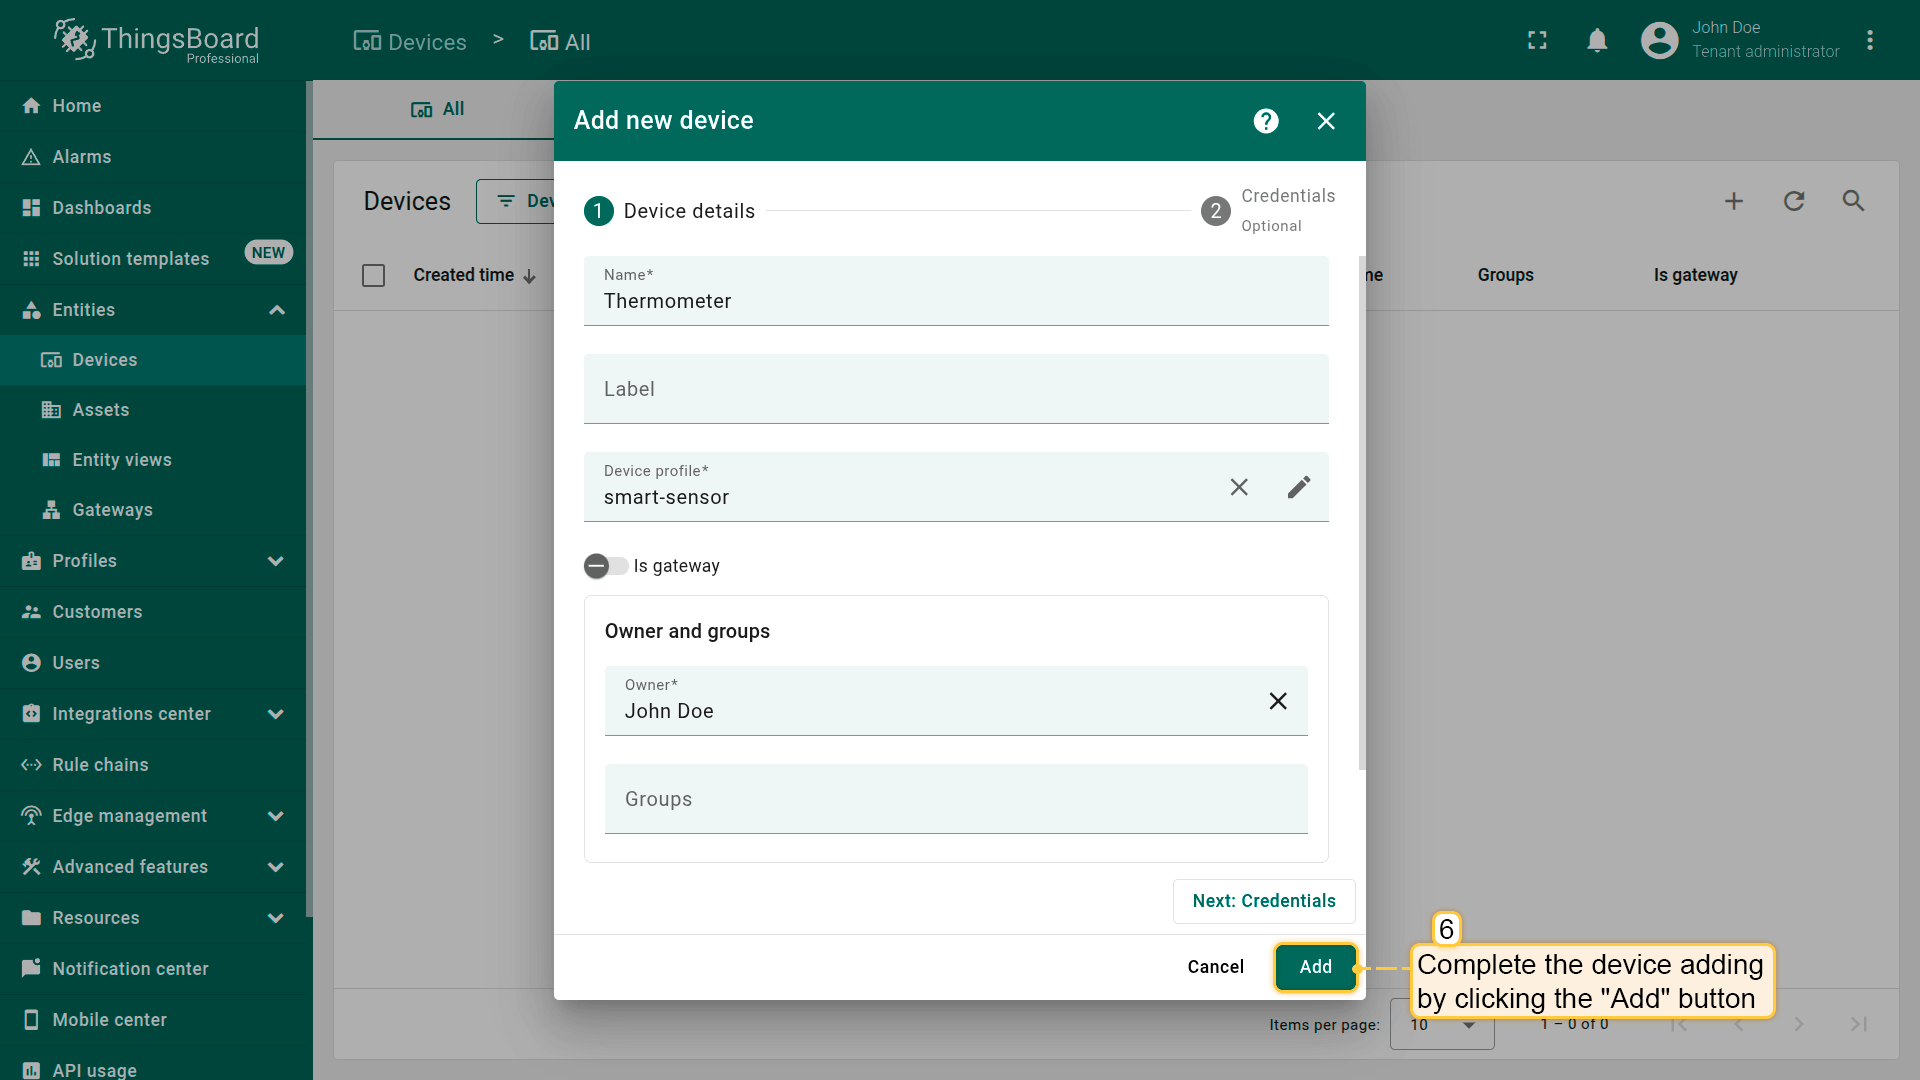 ThingsBoard
Professional
Devices > All
John Doe
Tenant administrator
Home
Alarms
Dashboards
Solution templates NEW
Entities
Devices
Assets
Entity views
Gateways
Profiles
Customers
Users
Integrations center
Rule chains
Edge management
Advanced features
Resources
Notification center
Mobile center
API usage
All
Devices Dev
Created time me Groups Is gateway
Add new device
1 Device details
2 Credentials
Optional
Name*
Thermometer
Label
Device profile*
smart-sensor
Is gateway
Owner and groups
Owner*
John Doe
Groups
Next: Credentials
Cancel Add
6
Complete the device adding
by clicking the "Add" button
Items per page: 10 1 – 0 of 0